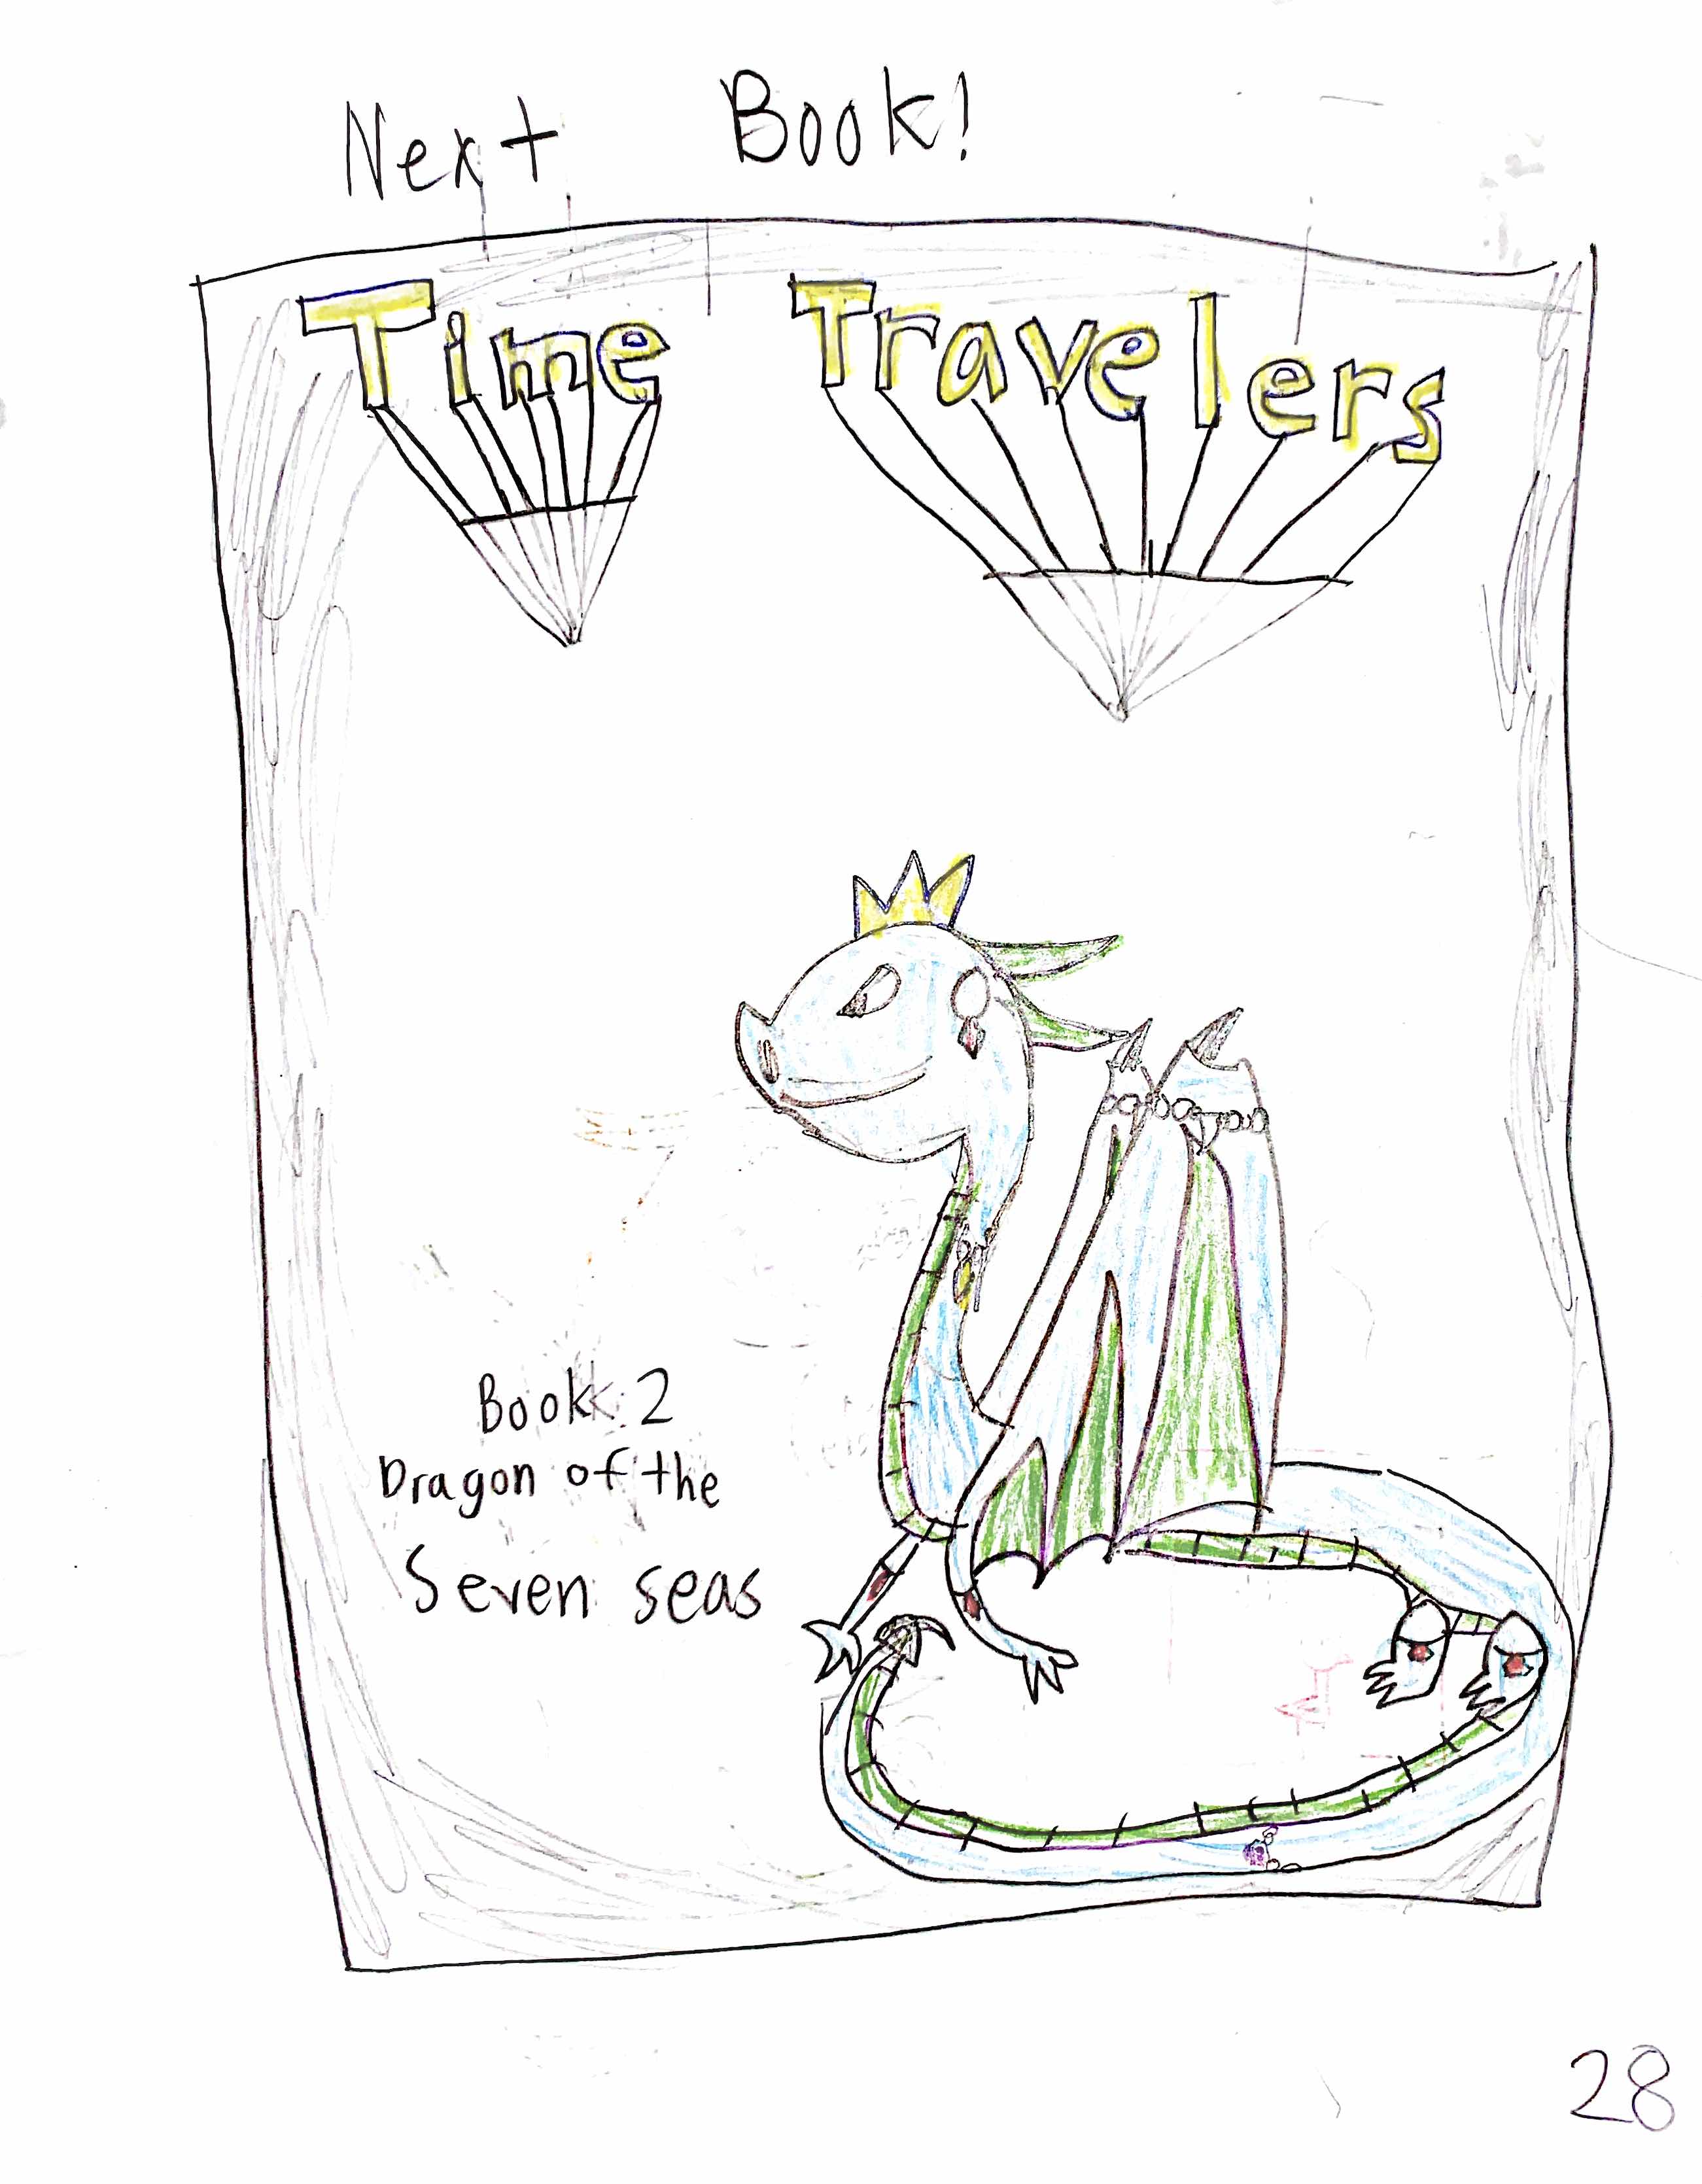 Next Book!
Time Travelers
Book: 2
Dragon of the
Seven seas
28